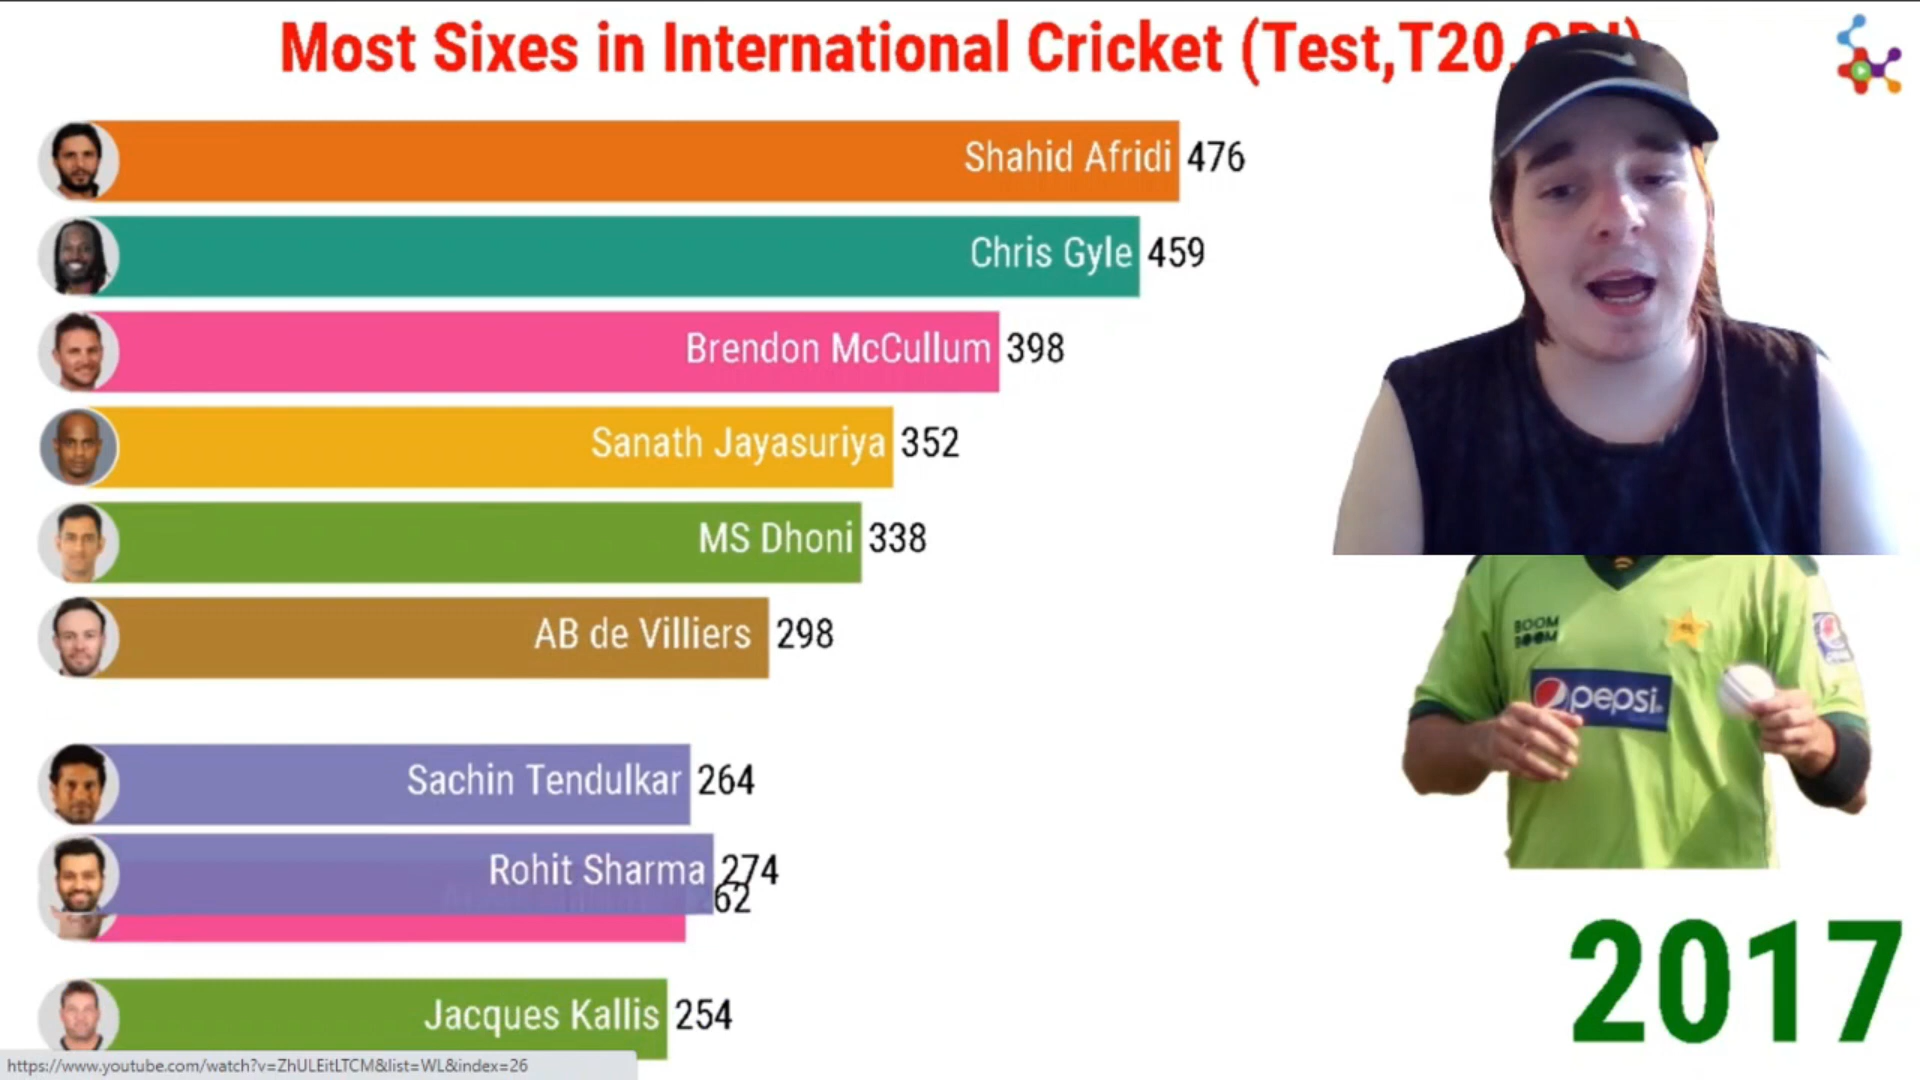 Most Sixes in International Cricket (Test,T20,ODI)
Shahid Afridi 476
Chris Gyle 459
Brendon McCullum 398
Sanath Jayasuriya 352
MS Dhoni 338
AB de Villiers 298
BOOM
BOOM
pepsi
Sachin Tendulkar 264
Rohit Sharma 274
262
Jacques Kallis 254
2017
https://www.youtube.com/watch?v=ZhULEitLTCM&list=WL&index=26